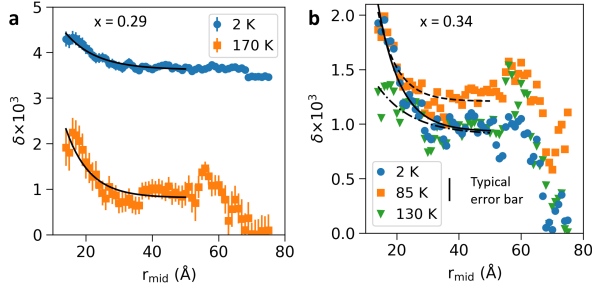 a
x = 0.29
2 K
170 K
5
4
3
2
1
0
δ×10³
20
40
60
80
r_mid (Å)
b
x = 0.34
2.0
1.5
1.0
0.5
0.0
δ×10³
2 K
85 K
130 K
Typical
error bar
20
40
60
80
r_mid (Å)